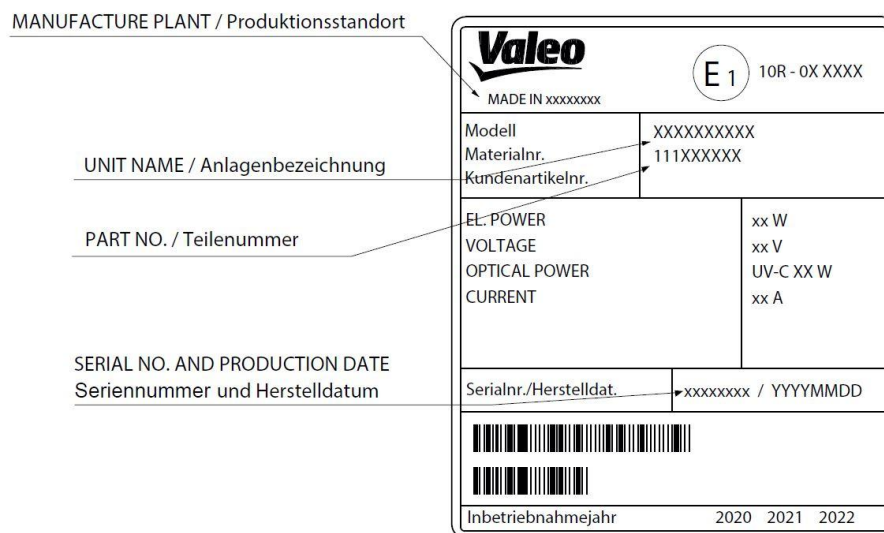 MANUFACTURE PLANT / Produktionsstandort
Valeo
E 1
10R - 0X XXXX
MADE IN xxxxxxxx
Modell
XXXXXXXXXX
Materialnr.
111XXXXXX
Kundenartikelnr.
UNIT NAME / Anlagenbezeichnung
PART NO. / Teilenummer
EL. POWER
xx W
VOLTAGE
xx V
OPTICAL POWER
UV-C XX W
CURRENT
xx A
SERIAL NO. AND PRODUCTION DATE
Seriennummer und Herstelldatum
Serialnr./Herstelldat.
xxxxxxxx / YYYYMMDD
Inbetriebnahmejahr
2020 2021 2022